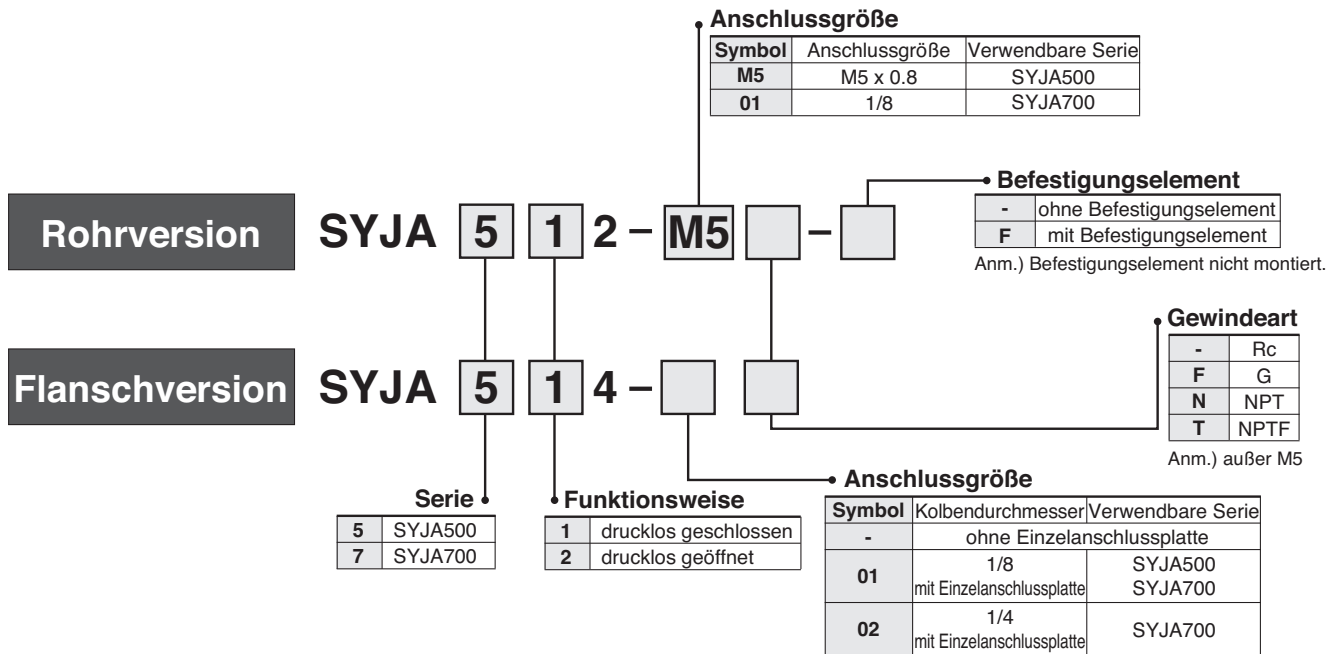 Anschlussgröße
Symbol Anschlussgröße Verwendbare Serie
M5 M5 x 0.8 SYJA500
01 1/8 SYJA700
Befestigungselement
- ohne Befestigungselement
F mit Befestigungselement
Anm.) Befestigungselement nicht montiert.
Rohrversion SYJA 5 1 2 – M5 –
Gewindeart
- Rc
F G
N NPT
T NPTF
Anm.) außer M5
Flanschversion SYJA 5 1 4 –
Serie
5 SYJA500
7 SYJA700
Funktionsweise
1 drucklos geschlossen
2 drucklos geöffnet
Anschlussgröße
Symbol Kolbendurchmesser Verwendbare Serie
- ohne Einzelanschlussplatte
01 1/8 mit Einzelanschlussplatte SYJA500 SYJA700
02 1/4 mit Einzelanschlussplatte SYJA700